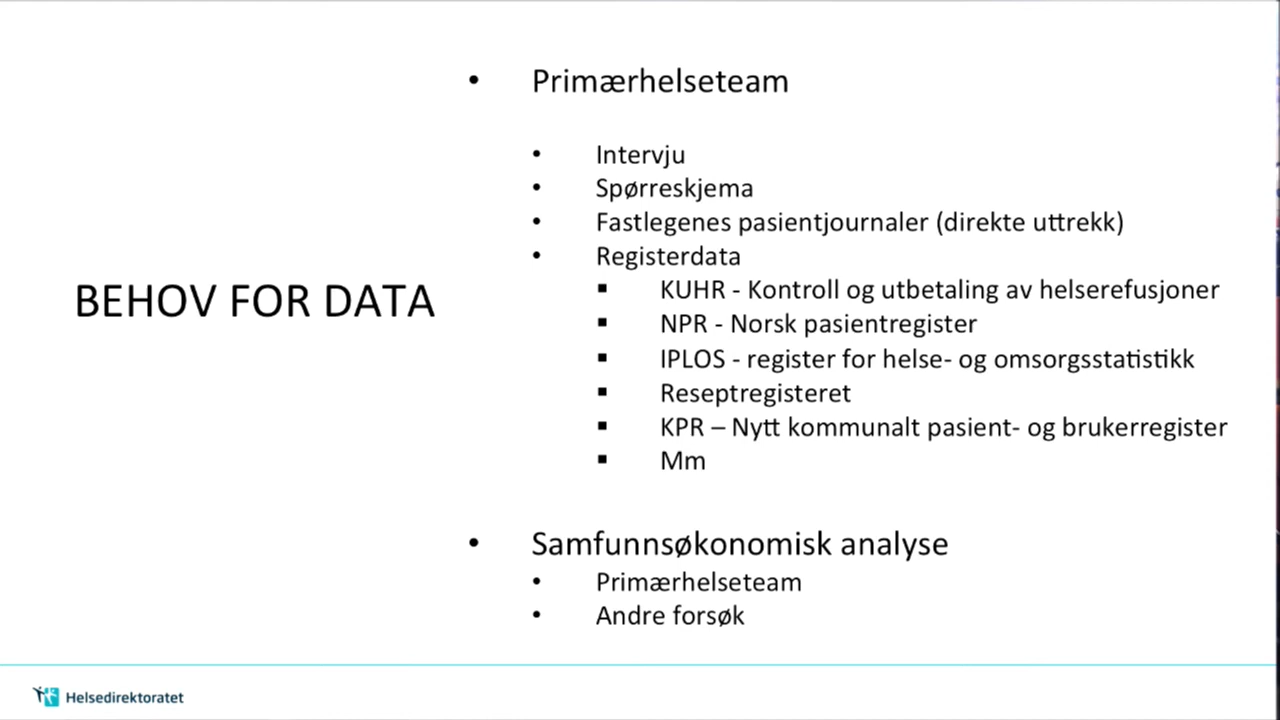 BEHOV FOR DATA
• Primærhelseteam
• Intervju
• Spørreskjema
• Fastlegenes pasientjournaler (direkte uttrekk)
• Registerdata
▪ KUHR - Kontroll og utbetaling av helserefusjoner
▪ NPR - Norsk pasientregister
▪ IPLOS - register for helse- og omsorgsstatistikk
▪ Reseptregisteret
▪ KPR – Nytt kommunalt pasient- og brukerregister
▪ Mm
• Samfunnsøkonomisk analyse
• Primærhelseteam
• Andre forsøk
Helsedirektoratet